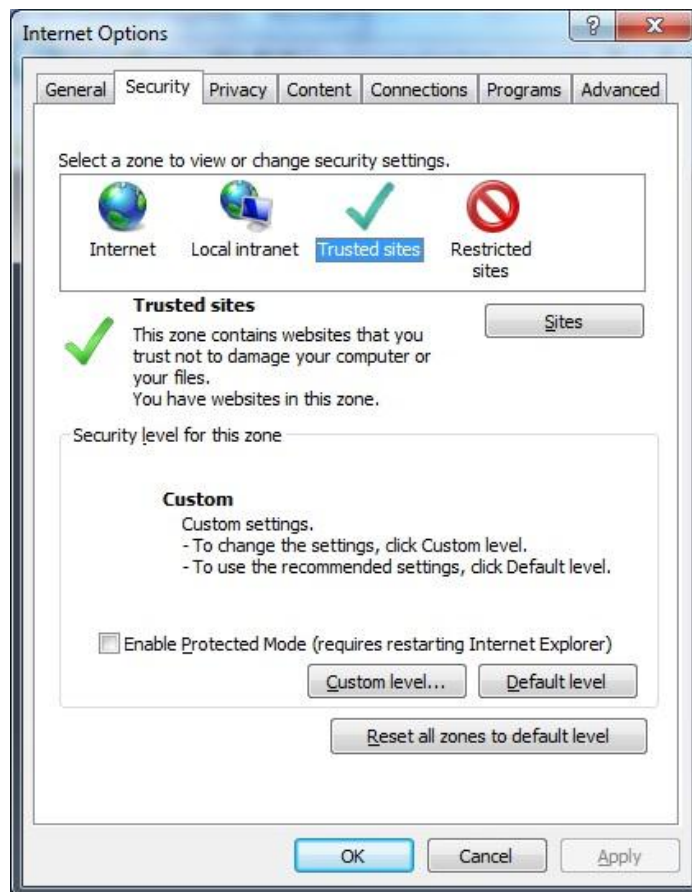 Internet Options
?
General Security Privacy Content Connections Programs Advanced
Select a zone to view or change security settings.
Internet
Local intranet
Trusted sites
Restricted
sites
Trusted sites
This zone contains websites that you
trust not to damage your computer or
your files.
You have websites in this zone.
Sites
Security level for this zone
Custom
Custom settings.
- To change the settings, click Custom level.
- To use the recommended settings, click Default level.
Enable Protected Mode (requires restarting Internet Explorer)
Custom level... Default level
Reset all zones to default level
OK Cancel Apply